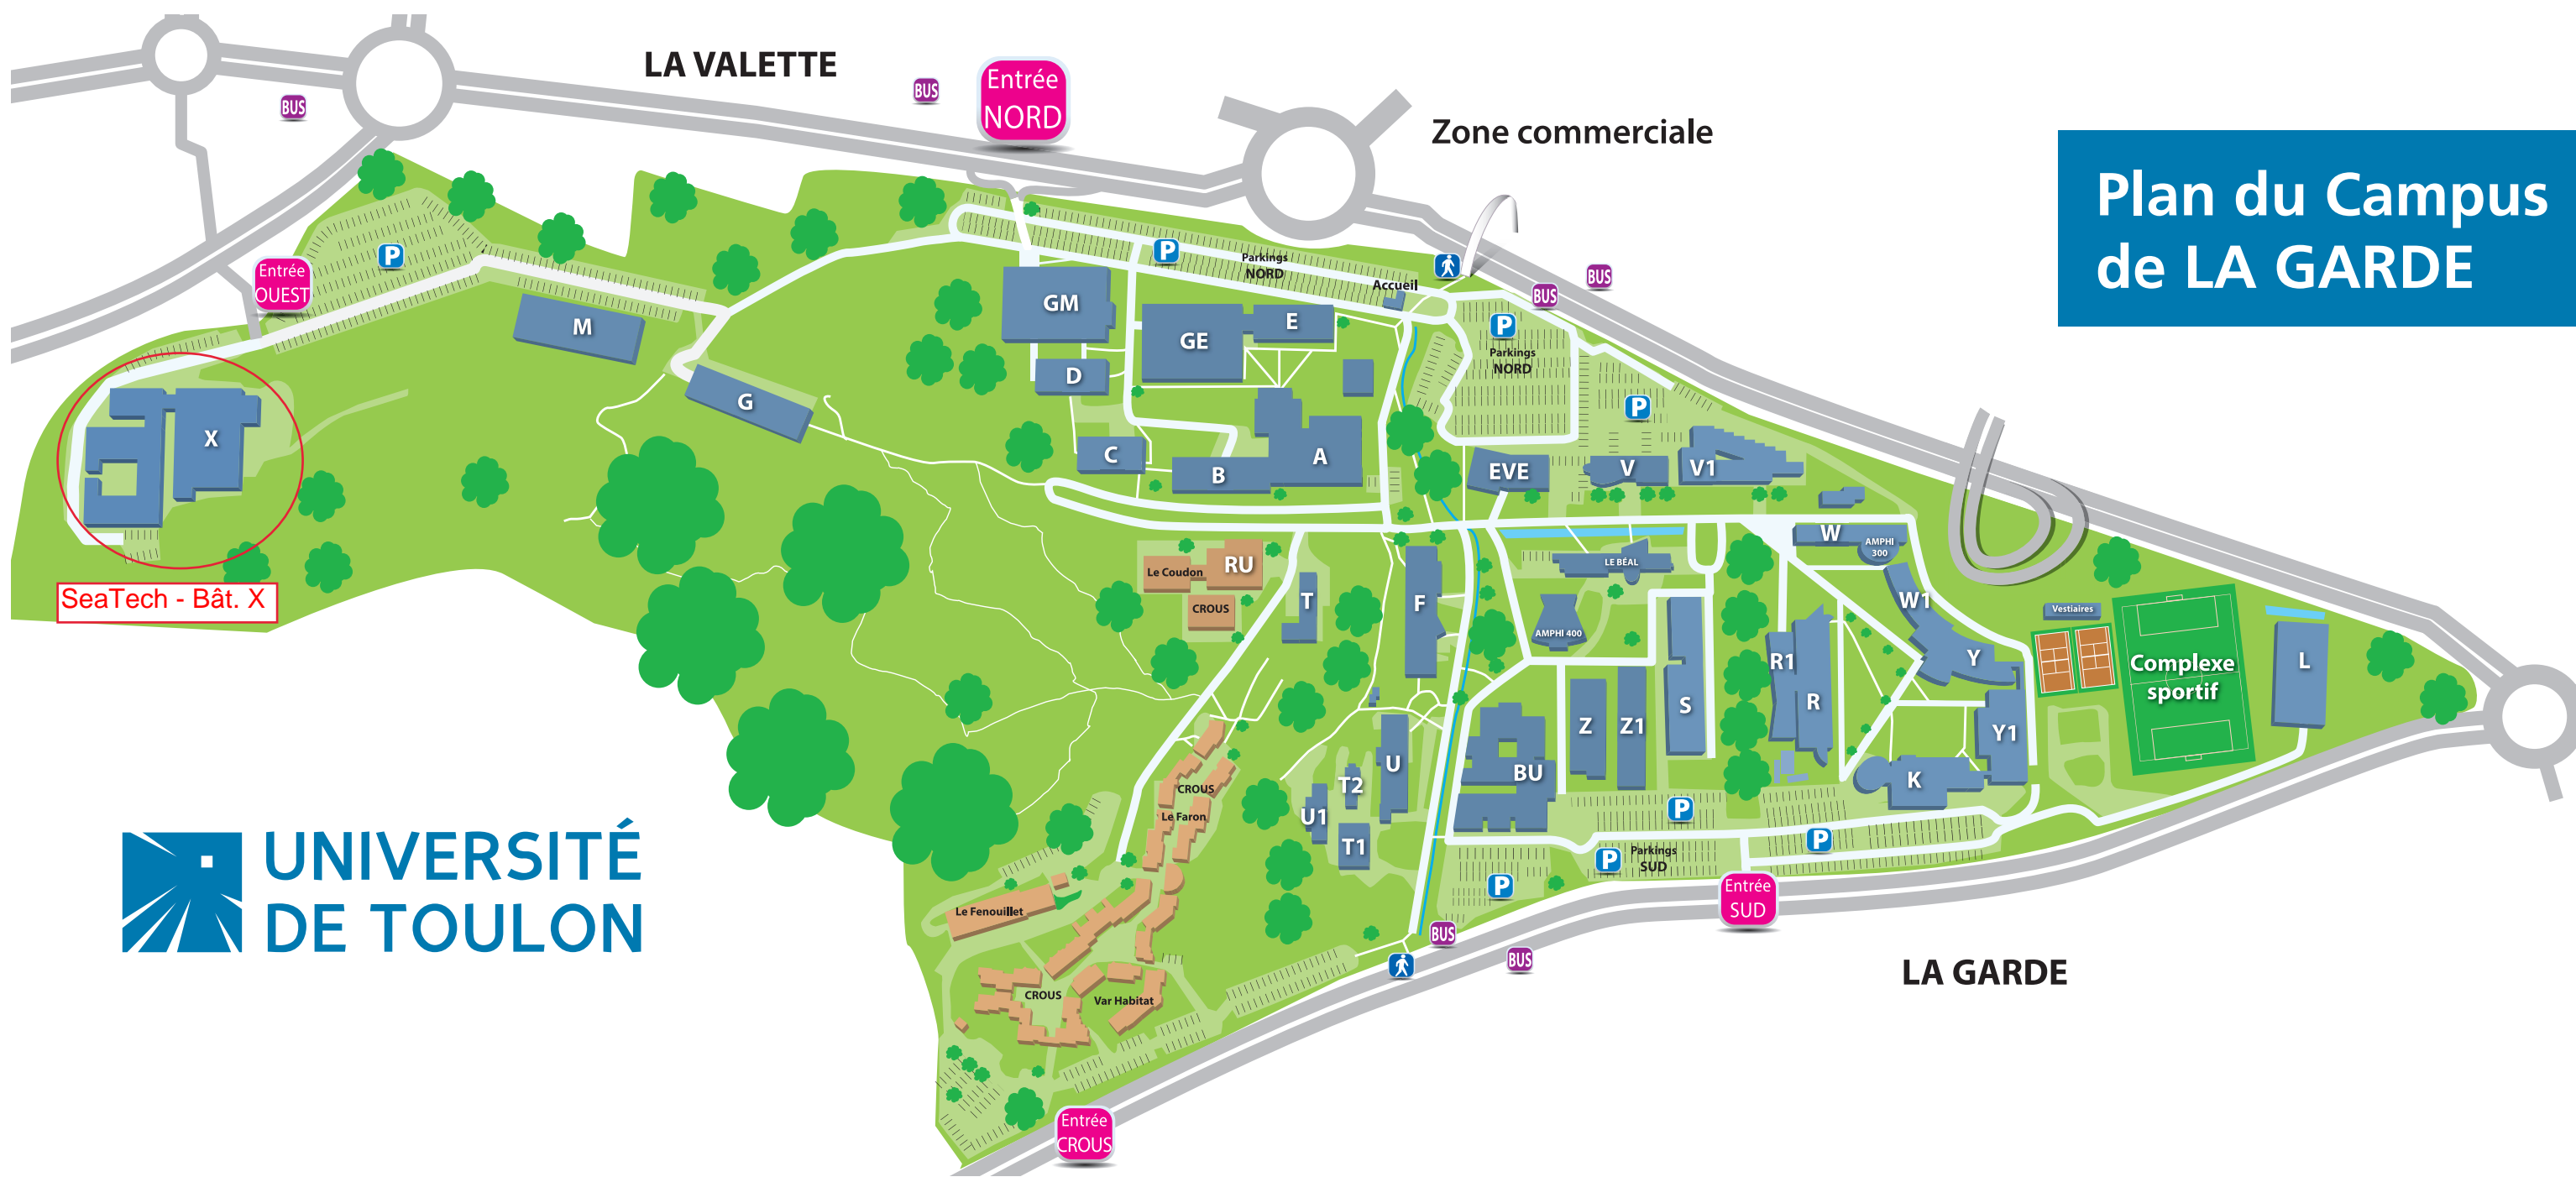 LA VALETTE
BUS
BUS
Entrée
NORD
Zone commerciale
Plan du Campus
de LA GARDE
P
Entrée
OUEST
P
Parkings
NORD
Accueil
BUS
BUS
P
Parkings
NORD
P
M
GM
GE
E
D
G
X
C
B
A
EVE
V
V1
SeaTech - Bât. X
Le Coudon
RU
CROUS
T
F
LE BÉAL
AMPHI 400
W
AMPHI
300
W1
Vestiaires
R1
R
Y
Complexe
sportif
L
S
Z
Z1
Y1
K
BU
U
T2
U1
T1
CROUS
Le Faron
P
P
P
Parkings
SUD
P
Entrée
SUD
UNIVERSITÉ
DE TOULON
Le Fenouillet
BUS
BUS
LA GARDE
CROUS
Var Habitat
Entrée
CROUS